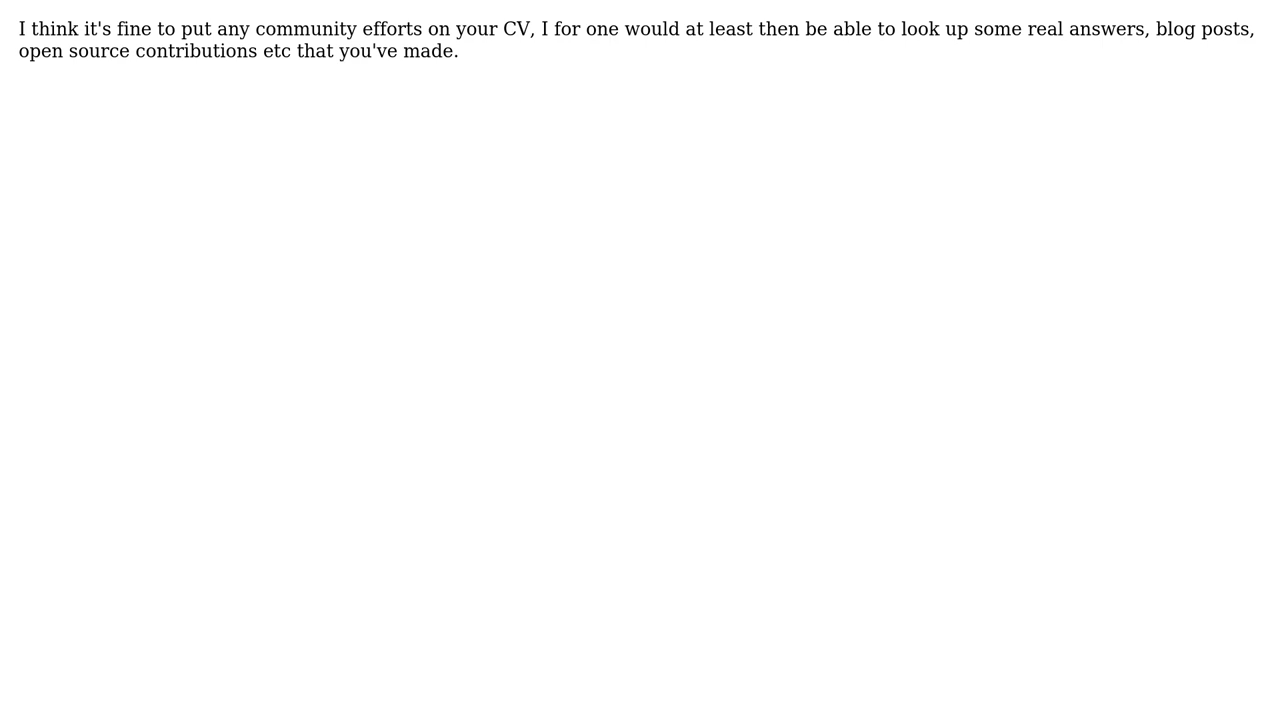 I think it's fine to put any community efforts on your CV, I for one would at least then be able to look up some real answers, blog posts,
open source contributions etc that you've made.